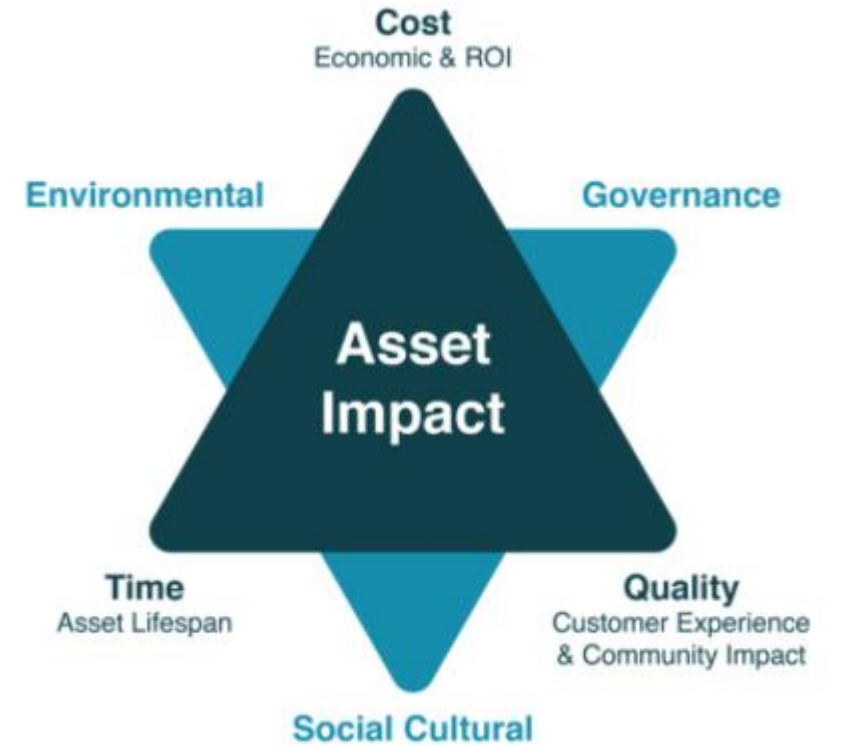 Cost
Economic & ROI
Environmental
Governance
Asset
Impact
Time
Asset Lifespan
Quality
Customer Experience
& Community Impact
Social Cultural